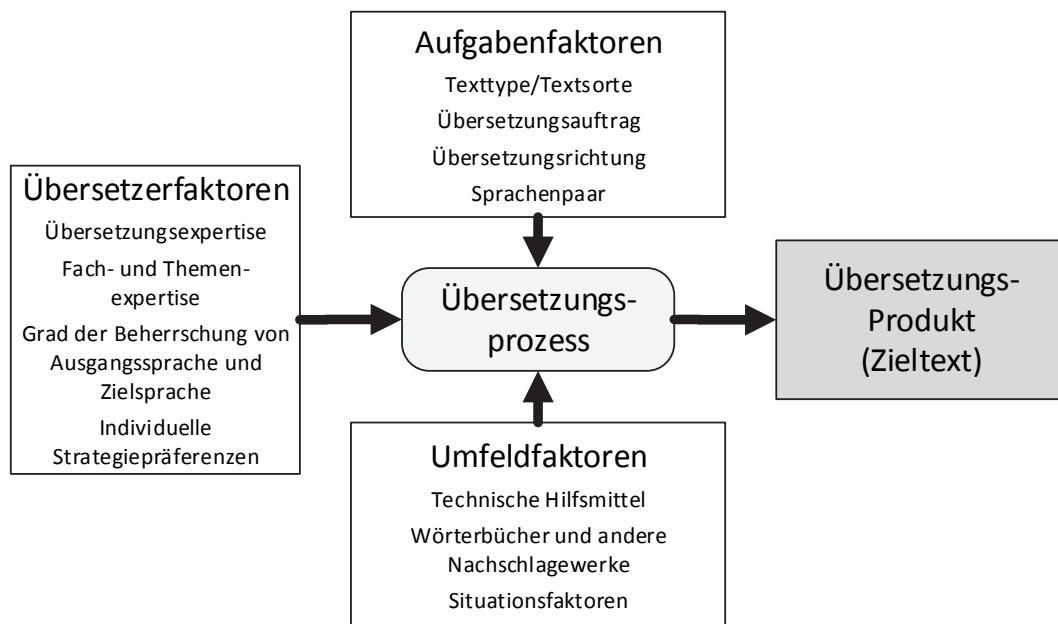 Aufgabenfaktoren
Texttype/Textsorte
Übersetzungsauftrag
Übersetzungsrichtung
Sprachenpaar
Übersetzerfaktoren
Übersetzungsexpertise
Fach- und Themen-
expertise
Grad der Beherrschung von
Ausgangssprache und
Zielsprache
Individuelle
Strategiepräferenzen
Übersetzungs-
prozess
Übersetzungs-
Produkt
(Zieltext)
Umfeldfaktoren
Technische Hilfsmittel
Wörterbücher und andere
Nachschlagewerke
Situationsfaktoren